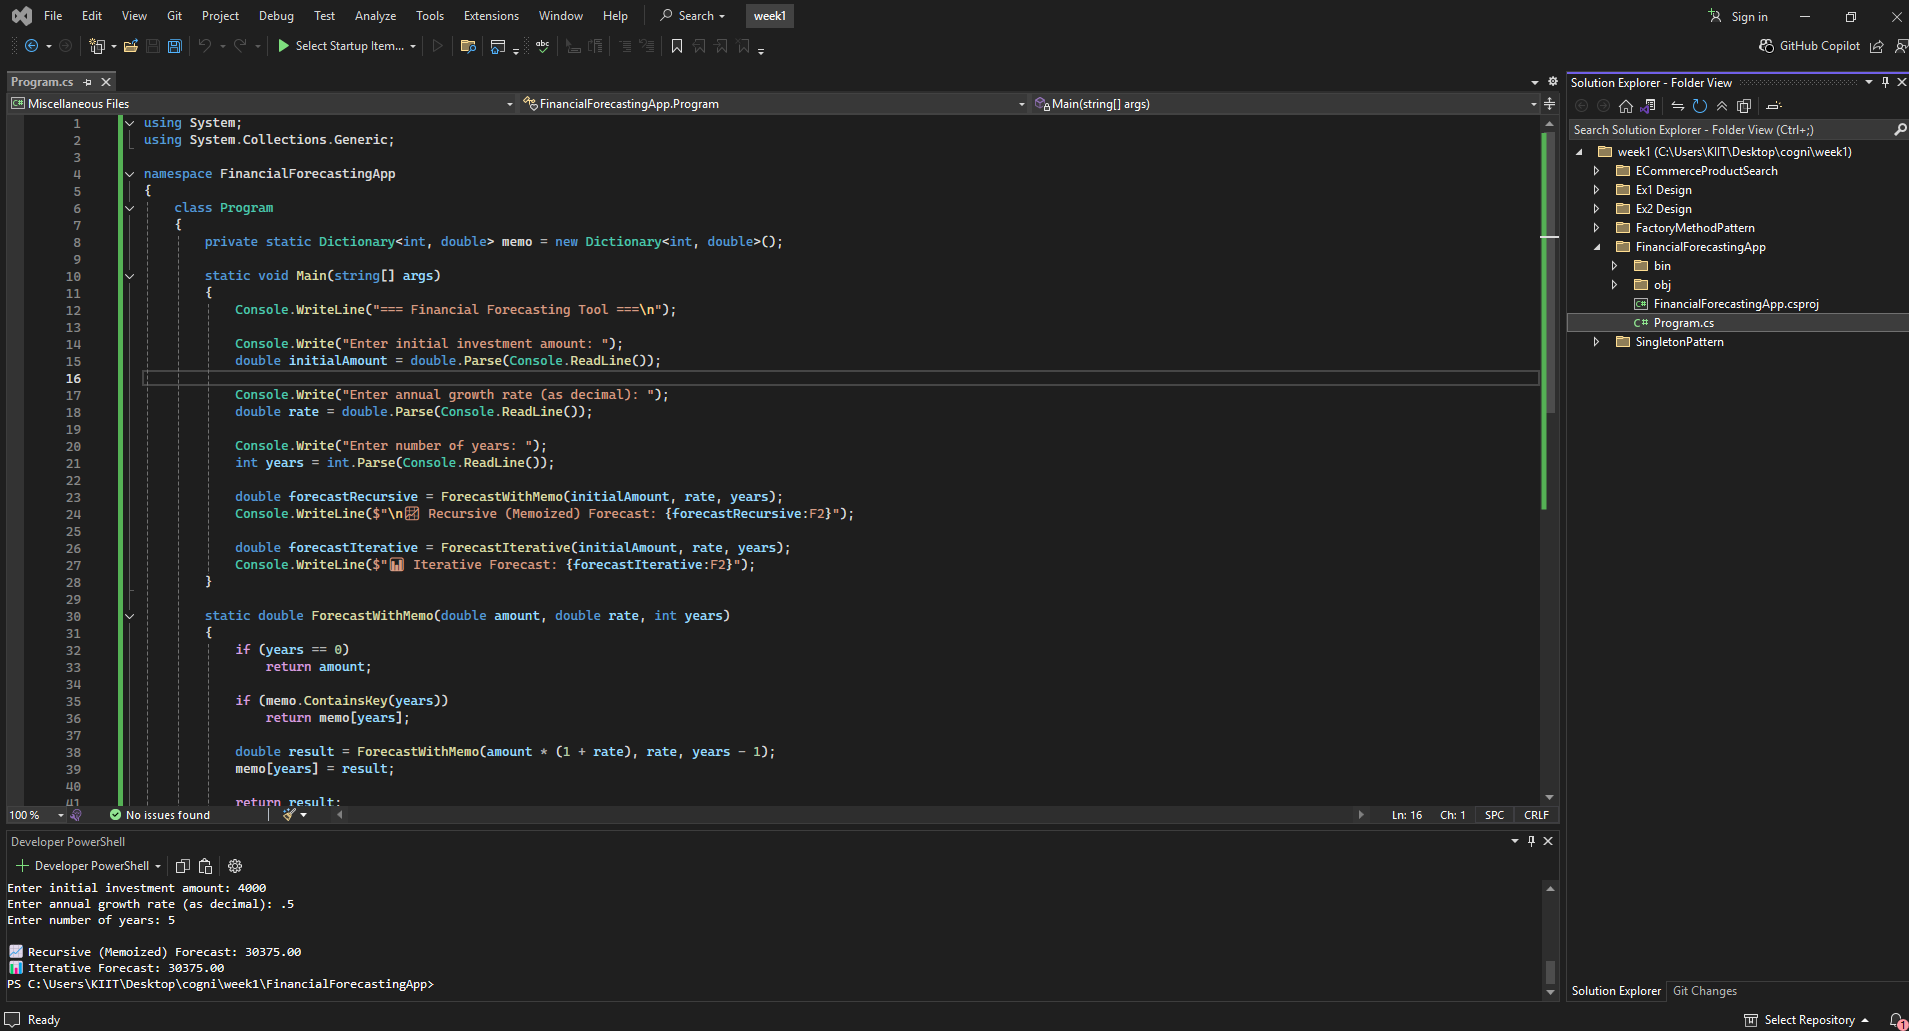 File Edit View Git Project Debug Test Analyze Tools Extensions Window Help Search week1 Sign in
Select Startup Item... GitHub Copilot
Program.cs
Miscellaneous Files FinancialForecastingApp.Program Main(string[] args)
1 using System;
2 using System.Collections.Generic;
3
4 namespace FinancialForecastingApp
5 {
6 class Program
7 {
8 private static Dictionary<int, double> memo = new Dictionary<int, double>();
9
10 static void Main(string[] args)
11 {
12 Console.WriteLine("=== Financial Forecasting Tool ===\n");
13
14 Console.Write("Enter initial investment amount: ");
15 double initialAmount = double.Parse(Console.ReadLine());
16
17 Console.Write("Enter annual growth rate (as decimal): ");
18 double rate = double.Parse(Console.ReadLine());
19
20 Console.Write("Enter number of years: ");
21 int years = int.Parse(Console.ReadLine());
22
23 double forecastRecursive = ForecastWithMemo(initialAmount, rate, years);
24 Console.WriteLine($"\n📈 Recursive (Memoized) Forecast: {forecastRecursive:F2}");
25
26 double forecastIterative = ForecastIterative(initialAmount, rate, years);
27 Console.WriteLine($"📊 Iterative Forecast: {forecastIterative:F2}");
28 }
29
30 static double ForecastWithMemo(double amount, double rate, int years)
31 {
32 if (years == 0)
33 return amount;
34
35 if (memo.ContainsKey(years))
36 return memo[years];
37
38 double result = ForecastWithMemo(amount * (1 + rate), rate, years - 1);
39 memo[years] = result;
40
41 return result;
100 % No issues found Ln: 16 Ch: 1 SPC CRLF
Developer PowerShell
Developer PowerShell
Enter initial investment amount: 4000
Enter annual growth rate (as decimal): .5
Enter number of years: 5
📈 Recursive (Memoized) Forecast: 30375.00
📊 Iterative Forecast: 30375.00
PS C:\Users\KIIT\Desktop\cogni\week1\FinancialForecastingApp>
Solution Explorer - Folder View
Search Solution Explorer - Folder View (Ctrl+;)
week1 (C:\Users\KIIT\Desktop\cogni\week1)
ECommerceProductSearch
Ex1 Design
Ex2 Design
FactoryMethodPattern
FinancialForecastingApp
bin
obj
FinancialForecastingApp.csproj
C# Program.cs
SingletonPattern
Solution Explorer Git Changes
Ready Select Repository 1